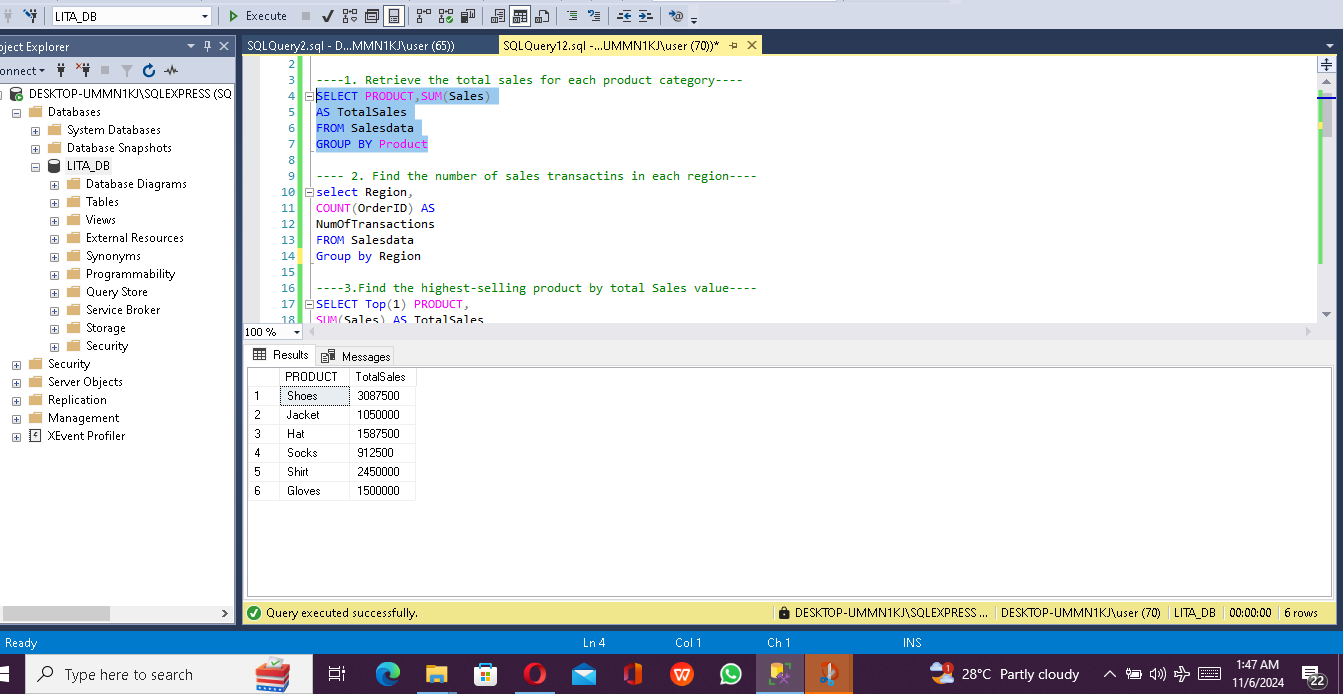 LITA_DB
Execute
ject Explorer
onnect
DESKTOP-UMMN1KJ\SQLEXPRESS (SQ
Databases
System Databases
Database Snapshots
LITA_DB
Database Diagrams
Tables
Views
External Resources
Synonyms
Programmability
Query Store
Service Broker
Storage
Security
Security
Server Objects
Replication
Management
XEvent Profiler
SQLQuery2.sql - D...MMN1KJ\user (65))
SQLQuery12.sql -...UMMN1KJ\user (70))*
2
3 ----1. Retrieve the total sales for each product category----
4 SELECT PRODUCT,SUM(Sales)
5 AS TotalSales
6 FROM Salesdata
7 GROUP BY Product
8
9 ---- 2. Find the number of sales transactins in each region----
10 select Region,
11 COUNT(OrderID) AS
12 NumOfTransactions
13 FROM Salesdata
14 Group by Region
15
16 ----3.Find the highest-selling product by total Sales value----
17 SELECT Top(1) PRODUCT,
18 SUM(Sales) AS TotalSales
100 %
Results Messages
PRODUCT TotalSales
1 Shoes 3087500
2 Jacket 1050000
3 Hat 1587500
4 Socks 912500
5 Shirt 2450000
6 Gloves 1500000
Query executed successfully. DESKTOP-UMMN1KJ\SQLEXPRESS ... DESKTOP-UMMN1KJ\user (70) LITA_DB 00:00:00 6 rows
Ready Ln 4 Col 1 Ch 1 INS
Type here to search
1
28°C Partly cloudy
1:47 AM
11/6/2024
22